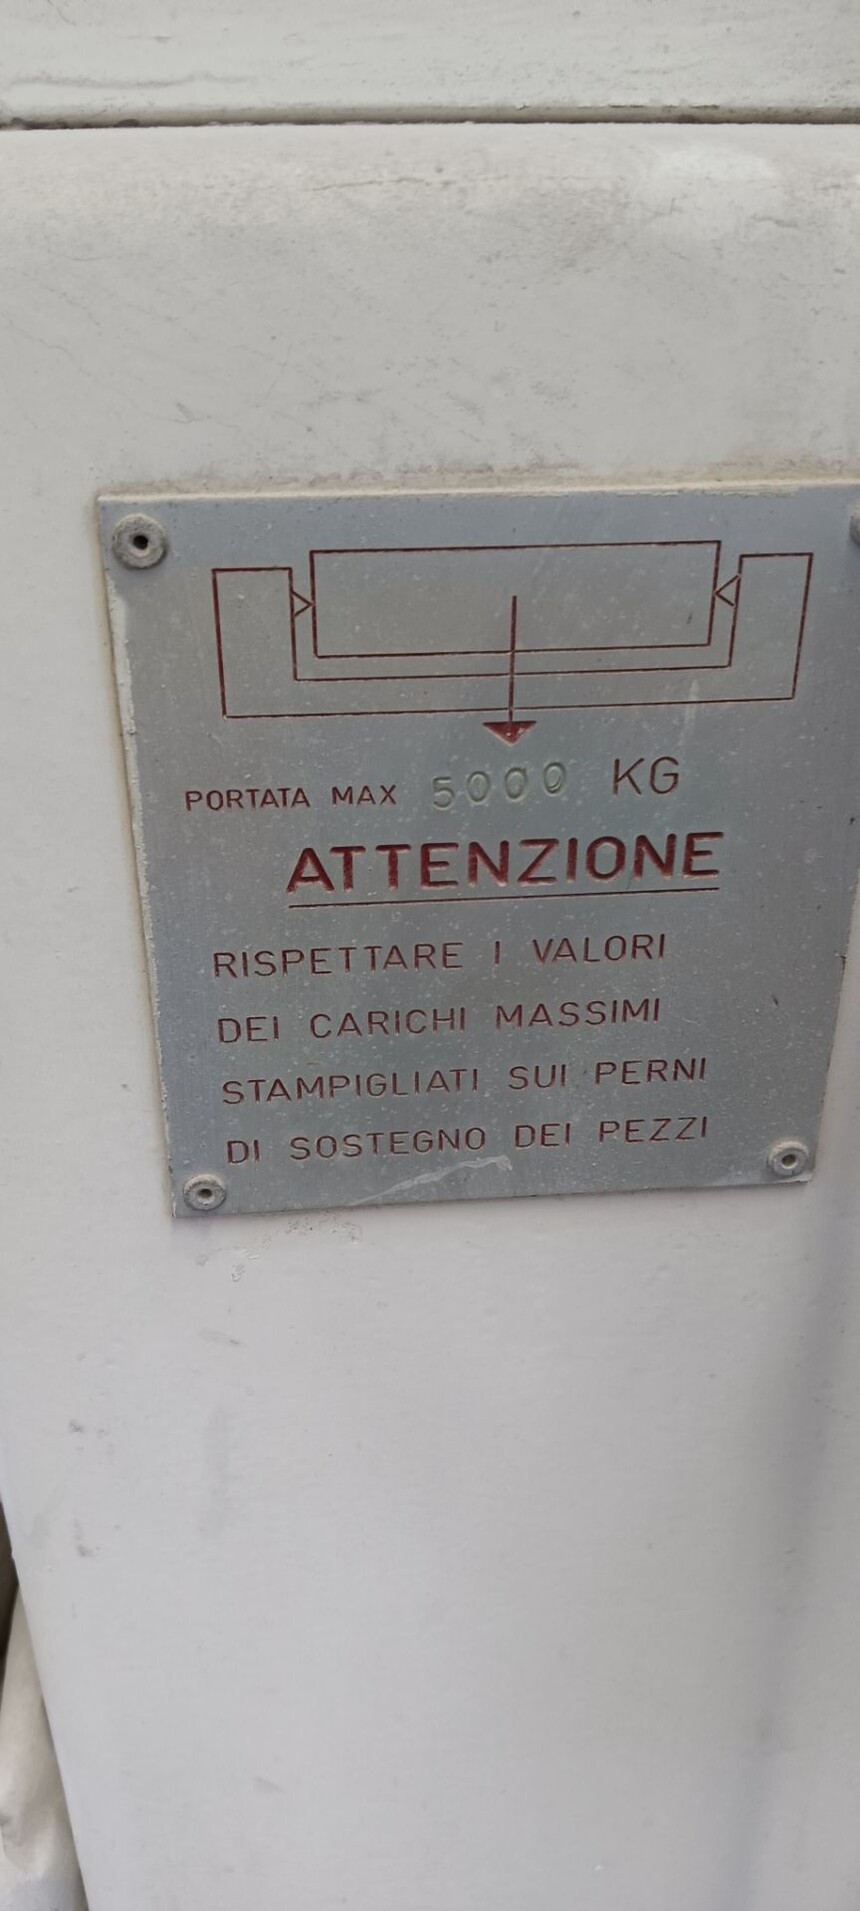 PORTATA MAX 5000 KG
ATTENZIONE
RISPETTARE I VALORI
DEI CARICHI MASSIMI
STAMPIGLIATI SUI PERNI
DI SOSTEGNO DEI PEZZI